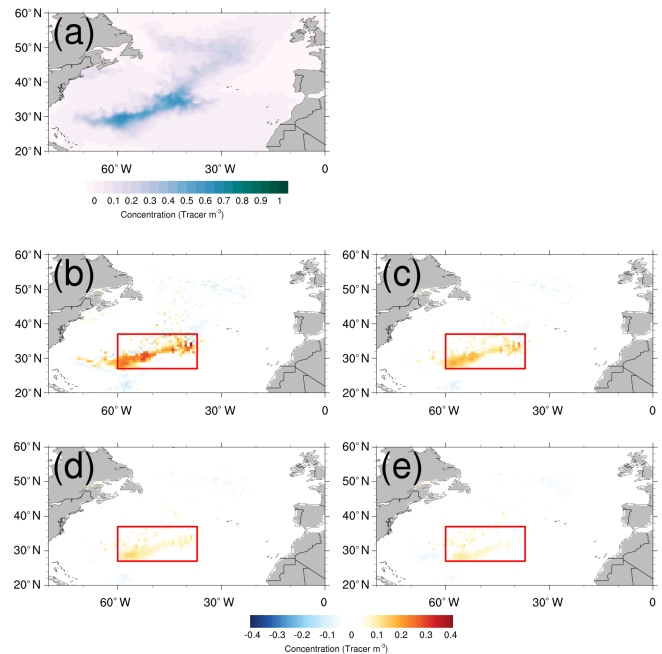 (a)
60° N
50° N
40° N
30° N
20° N
60° W 30° W 0
0 0.1 0.2 0.3 0.4 0.5 0.6 0.7 0.8 0.9 1
Concentration (Tracer m⁻³)
(b) (c)
60° N 60° N
50° N 50° N
40° N 40° N
30° N 30° N
20° N 20° N
60° W 30° W 0 60° W 30° W 0
(d) (e)
60° N 60° N
50° N 50° N
40° N 40° N
30° N 30° N
20° N 20° N
60° W 30° W 0 60° W 30° W 0
-0.4 -0.3 -0.2 -0.1 0 0.1 0.2 0.3 0.4
Concentration (Tracer m⁻³)